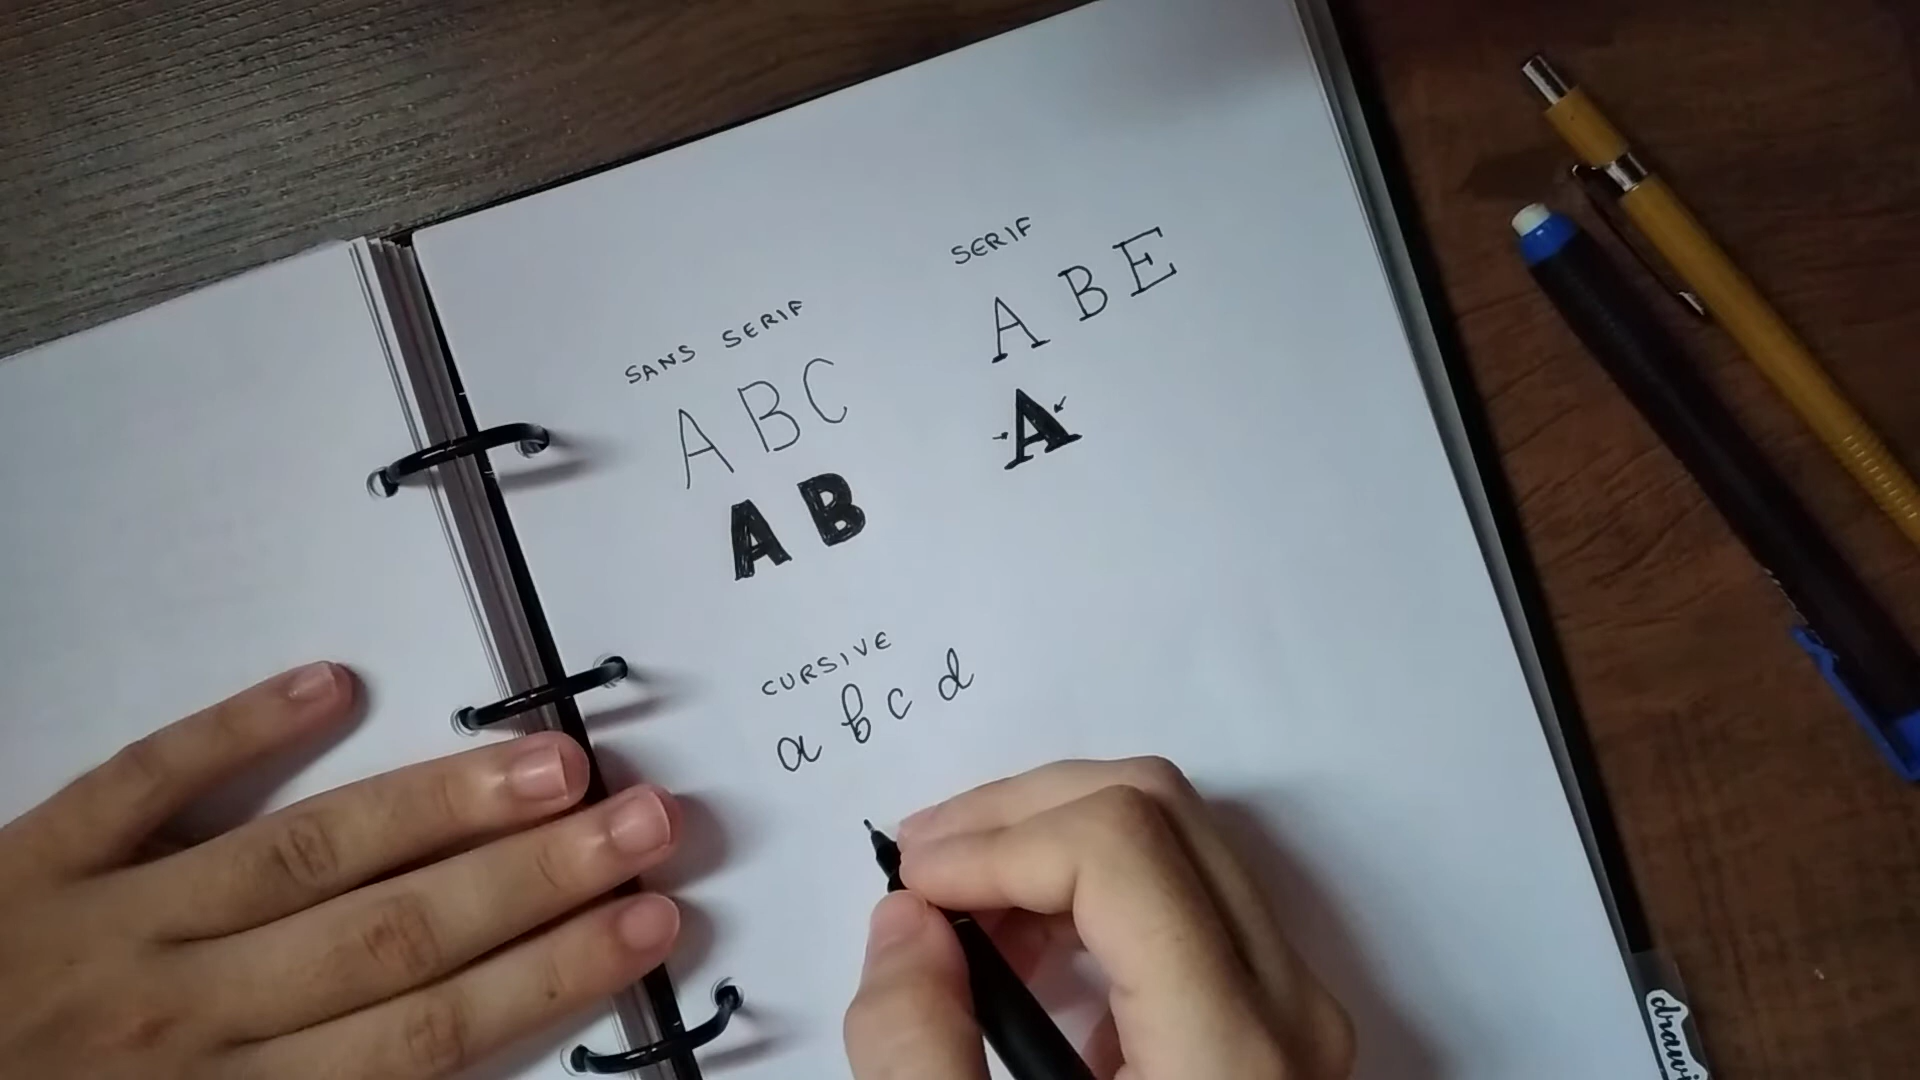 SANS SERIF
A B C
A B
SERIF
A B E
A
CURSIVE
a b c d